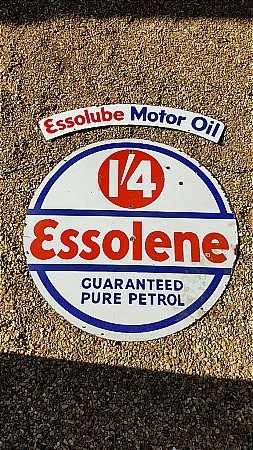 Essolube Motor Oil
1/4
Essolene
GUARANTEED
PURE PETROL